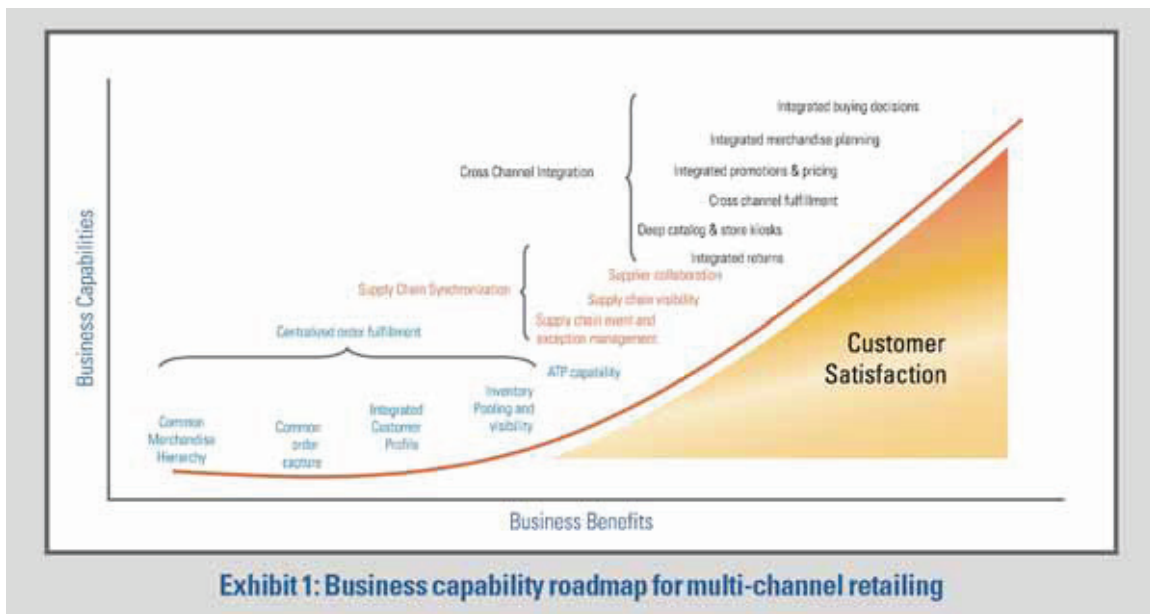 Integrated buying decisions
Integrated merchandise planning
Cross Channel Integration
Integrated promotions & pricing
Cross channel fulfillment
Deep catalog & store kiosks
Integrated returns
Supplier collaboration
Supply Chain Synchronization
Supply chain visibility
Supply chain event and
exception management
Centralized order fulfillment
ATP capability
Inventory
Pooling and
visibility
Integrated
Customer
Profile
Common
order
capture
Common
Merchandise
Hierarchy
Customer
Satisfaction
Business Capabilities
Business Benefits
Exhibit 1: Business capability roadmap for multi-channel retailing